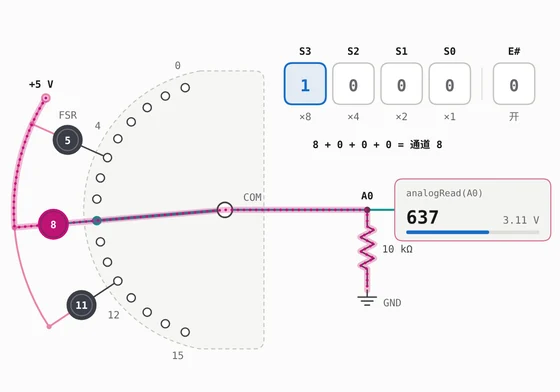 S3 S2 S1 S0 E#
1 0 0 0 0
×8 ×4 ×2 ×1 开
8 + 0 + 0 + 0 = 通道 8
0
+5 V
FSR
5
4
8
COM
A0
analogRead(A0)
637 3.11 V
10 kΩ
GND
11
12
15